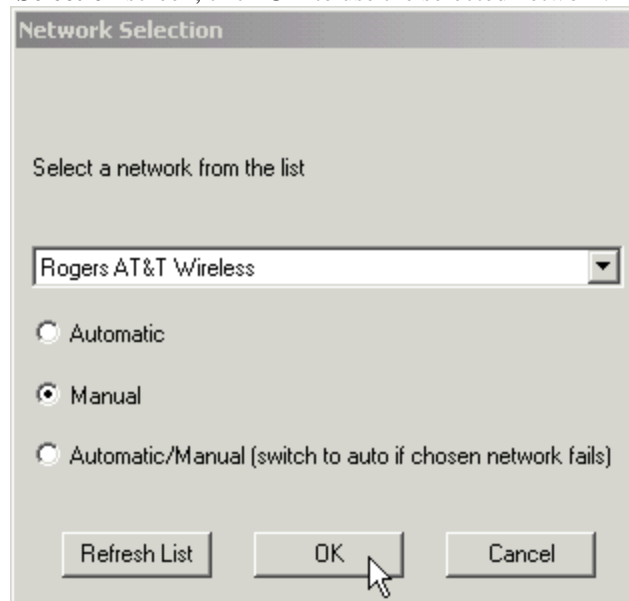 Network Selection
Select a network from the list
Rogers AT&T Wireless
Automatic
Manual
Automatic/Manual (switch to auto if chosen network fails)
Refresh List OK Cancel